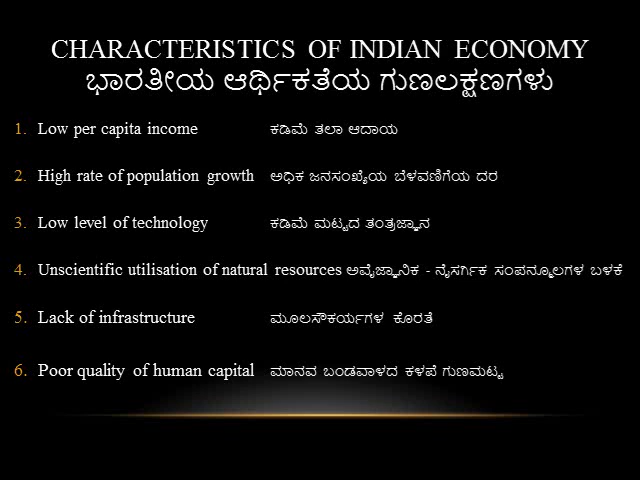 CHARACTERISTICS OF INDIAN ECONOMY
ಭಾರತೀಯ ಆರ್ಥಿಕತೆಯ ಗುಣಲಕ್ಷಣಗಳು
1. Low per capita income ಕಡಿಮೆ ತಲಾ ಆದಾಯ
2. High rate of population growth ಅಧಿಕ ಜನಸಂಖ್ಯೆಯ ಬೆಳವಣಿಗೆಯ ದರ
3. Low level of technology ಕಡಿಮೆ ಮಟ್ಟದ ತಂತ್ರಜ್ಞಾನ
4. Unscientific utilisation of natural resources ಅವೈಜ್ಞಾನಿಕ - ನೈಸರ್ಗಿಕ ಸಂಪನ್ಮೂಲಗಳ ಬಳಕೆ
5. Lack of infrastructure ಮೂಲಸೌಕರ್ಯಗಳ ಕೊರತೆ
6. Poor quality of human capital ಮಾನವ ಬಂಡವಾಳದ ಕಳಪೆ ಗುಣಮಟ್ಟ